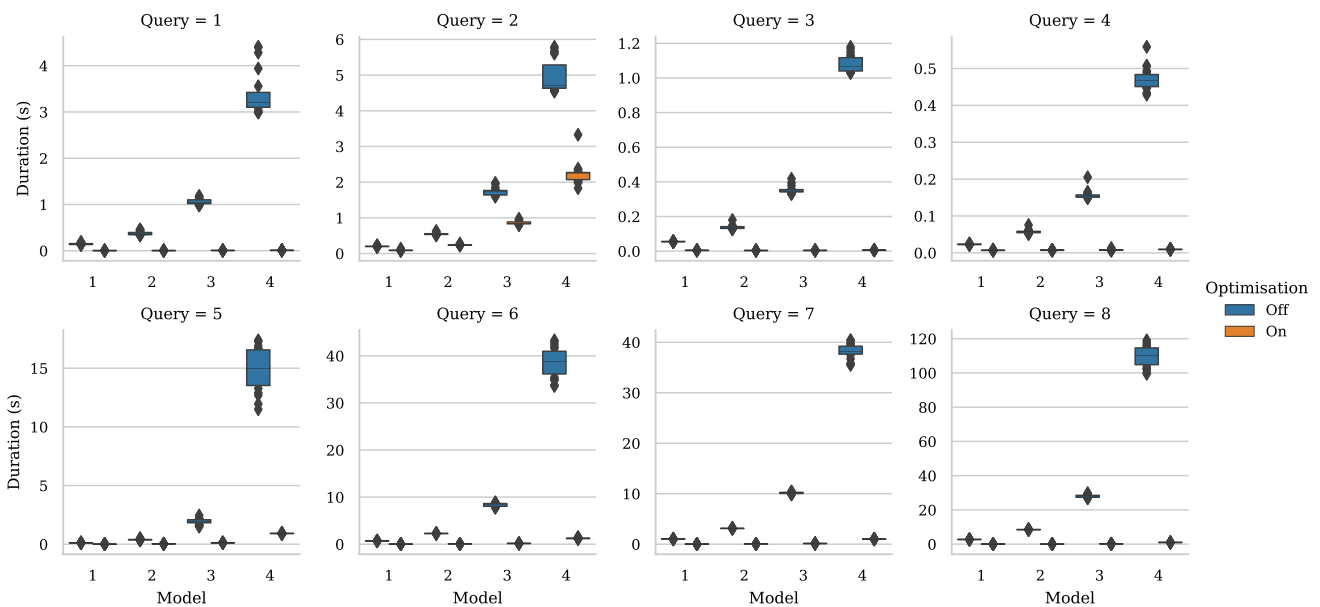 Query = 1
Query = 2
Query = 3
Query = 4
Duration (s)
4
3
2
1
0
6
5
4
3
2
1
0
1.2
1.0
0.8
0.6
0.4
0.2
0.0
0.5
0.4
0.3
0.2
0.1
0.0
1 2 3 4
1 2 3 4
1 2 3 4
1 2 3 4
Optimisation
Off
On
Query = 5
Query = 6
Query = 7
Query = 8
Duration (s)
15
10
5
0
40
30
20
10
0
40
30
20
10
0
120
100
80
60
40
20
0
1 2 3 4
1 2 3 4
1 2 3 4
1 2 3 4
Model
Model
Model
Model